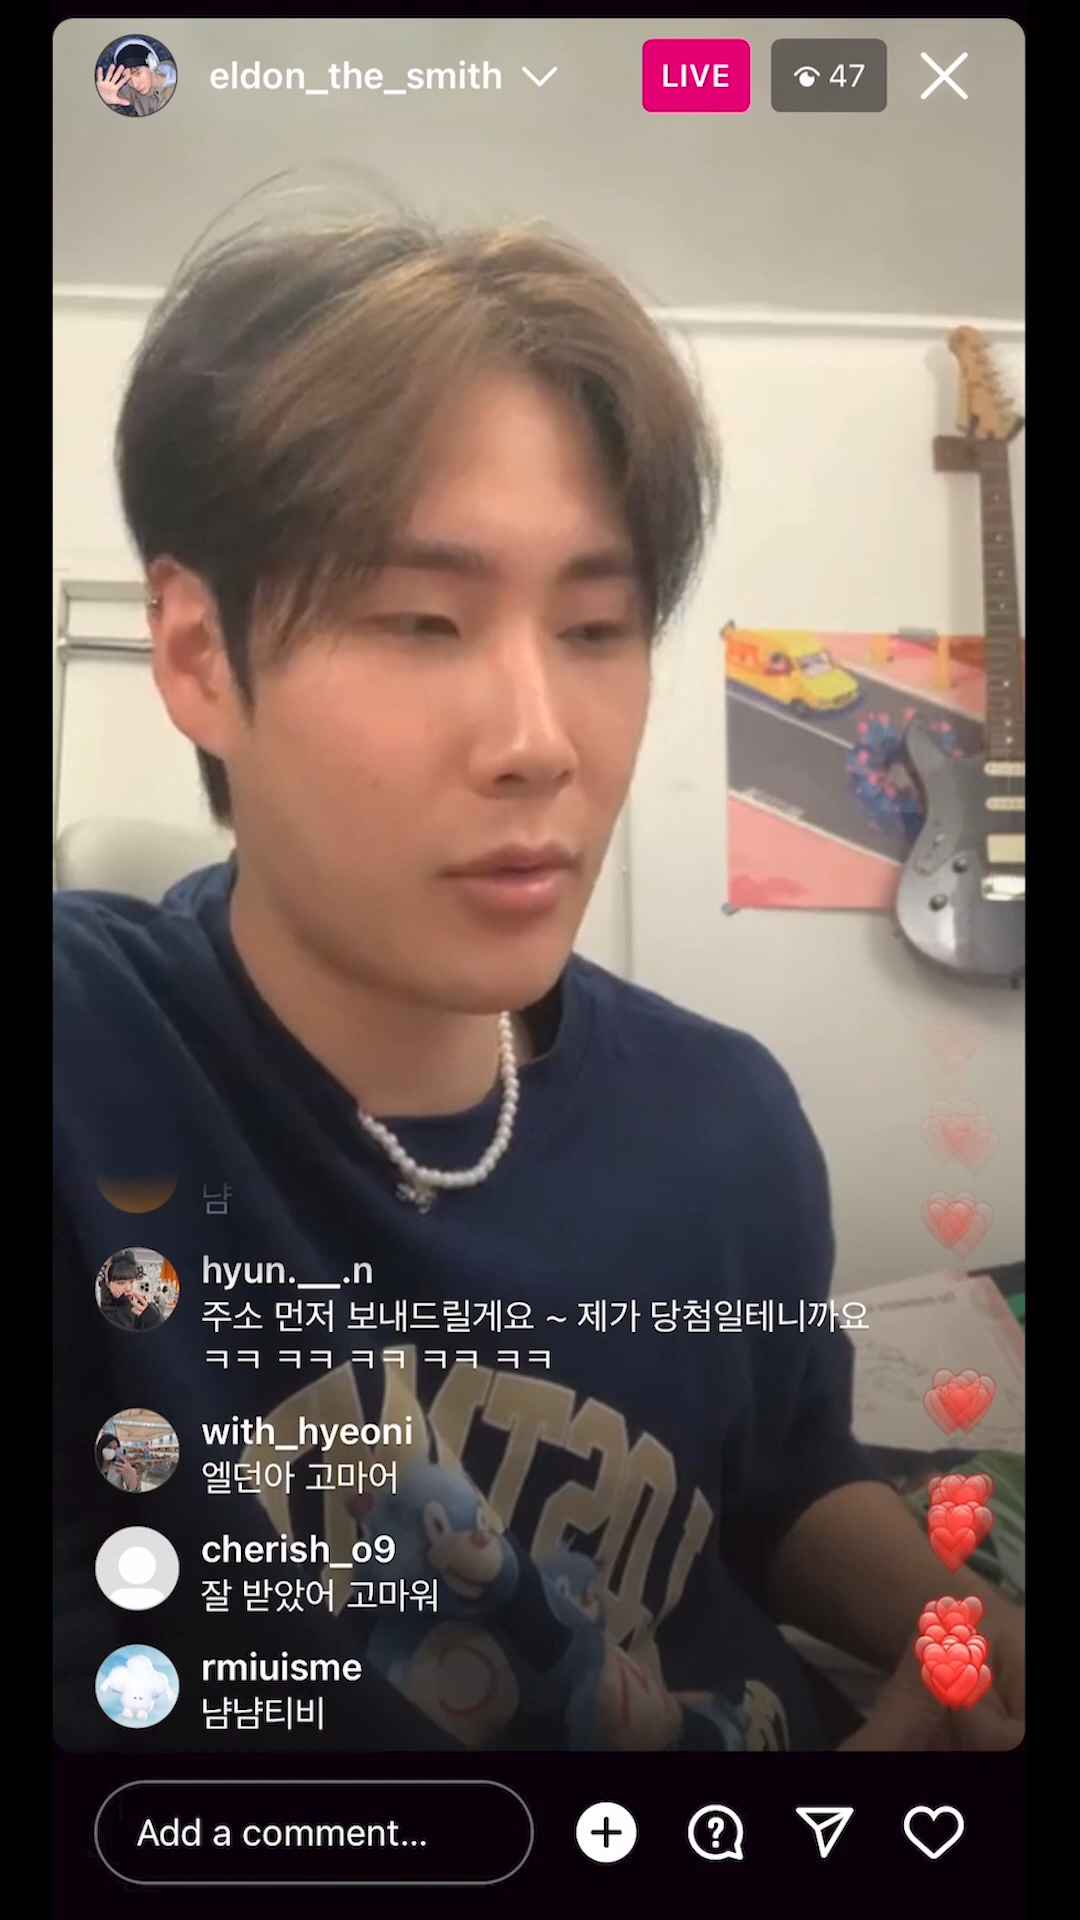 eldon_the_smith
LIVE
47
냠
hyun.__.n
주소 먼저 보내드릴게요 ~ 제가 당첨일테니까요
ㅋㅋ ㅋㅋ ㅋㅋ ㅋㅋ ㅋㅋ
with_hyeoni
엘던아 고마어
cherish_o9
잘 받았어 고마워
rmiuisme
냠냠티비
Add a comment...